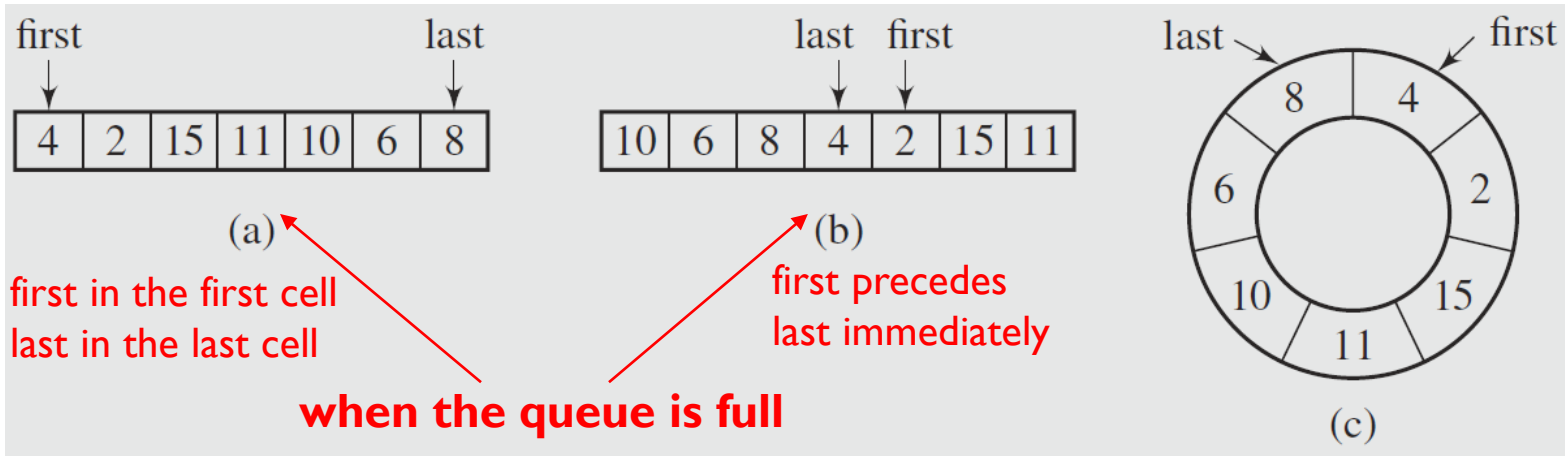 first last
4 2 15 11 10 6 8
(a)
first in the first cell
last in the last cell
last first
10 6 8 4 2 15 11
(b)
first precedes
last immediately
when the queue is full
last first
8 4
6 2
10 15
11
(c)